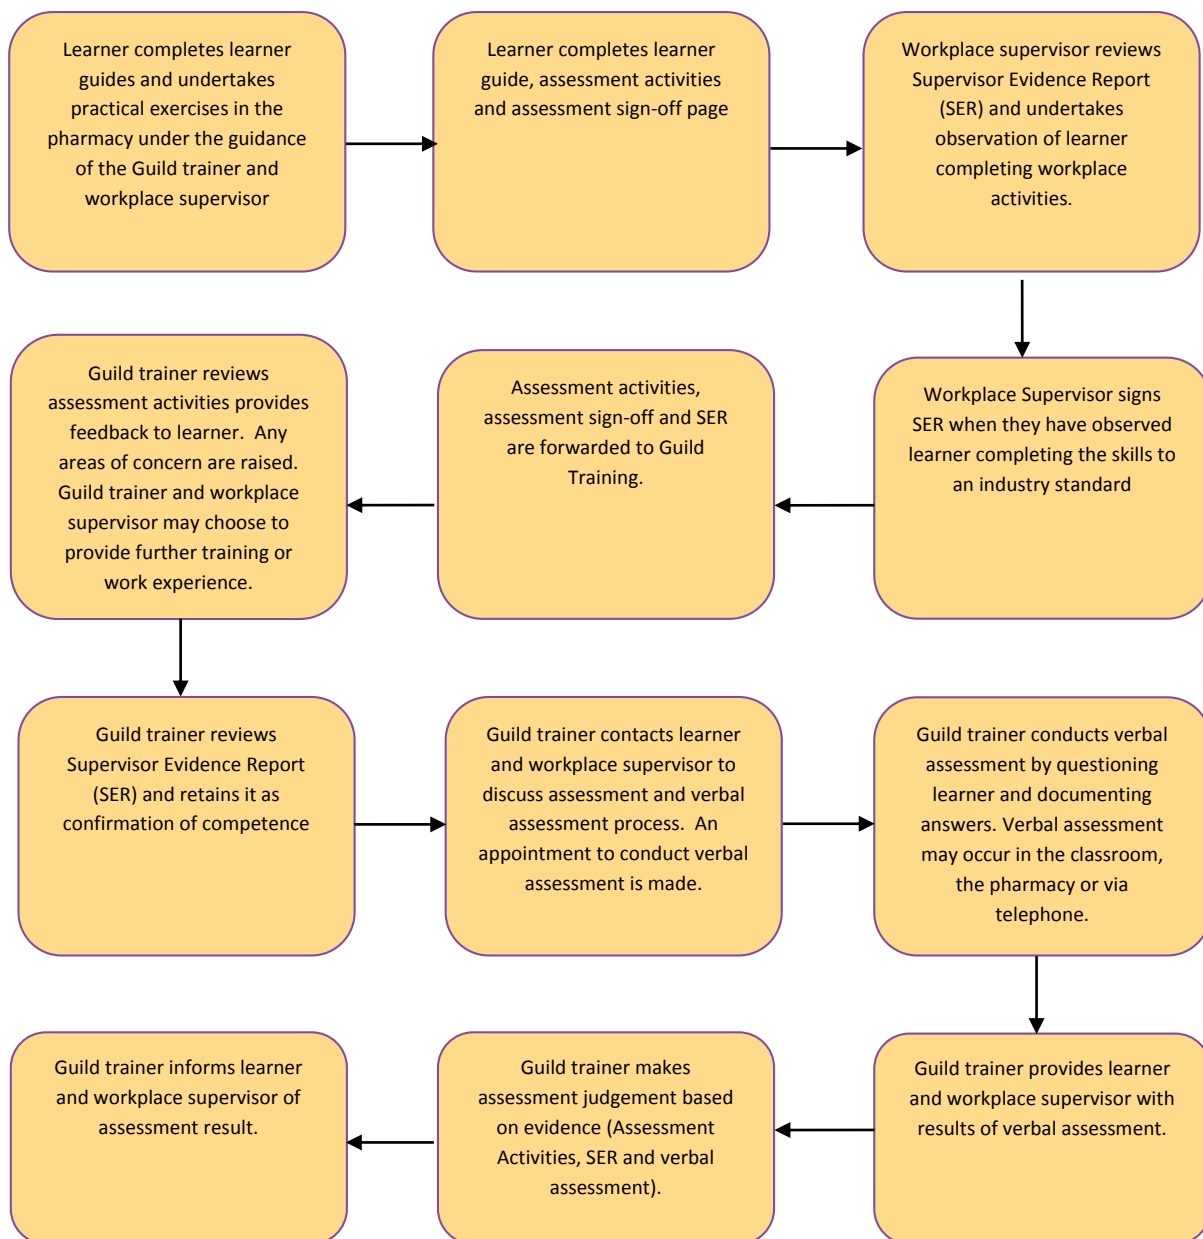 Learner completes learner
guides and undertakes
practical exercises in the
pharmacy under the guidance
of the Guild trainer and
workplace supervisor
Learner completes learner
guide, assessment activities
and assessment sign-off page
Workplace supervisor reviews
Supervisor Evidence Report
(SER) and undertakes
observation of learner
completing workplace
activities.
Workplace Supervisor signs
SER when they have observed
learner completing the skills to
an industry standard
Assessment activities,
assessment sign-off and SER
are forwarded to Guild
Training.
Guild trainer reviews
assessment activities provides
feedback to learner.  Any
areas of concern are raised.
Guild trainer and workplace
supervisor may choose to
provide further training or
work experience.
Guild trainer reviews
Supervisor Evidence Report
(SER) and retains it as
confirmation of competence
Guild trainer contacts learner
and workplace supervisor to
discuss assessment and verbal
assessment process.  An
appointment to conduct verbal
assessment is made.
Guild trainer conducts verbal
assessment by questioning
learner and documenting
answers. Verbal assessment
may occur in the classroom,
the pharmacy or via
telephone.
Guild trainer provides learner
and workplace supervisor with
results of verbal assessment.
Guild trainer makes
assessment judgement based
on evidence (Assessment
Activities, SER and verbal
assessment).
Guild trainer informs learner
and workplace supervisor of
assessment result.